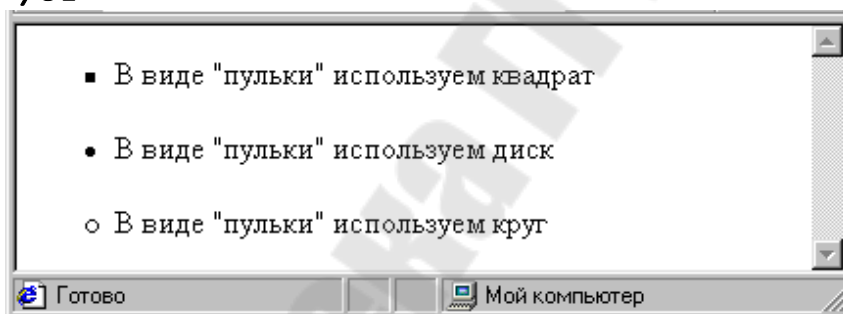 В виде "пульки" используем квадрат
В виде "пульки" используем диск
В виде "пульки" используем круг
Готово
Мой компьютер